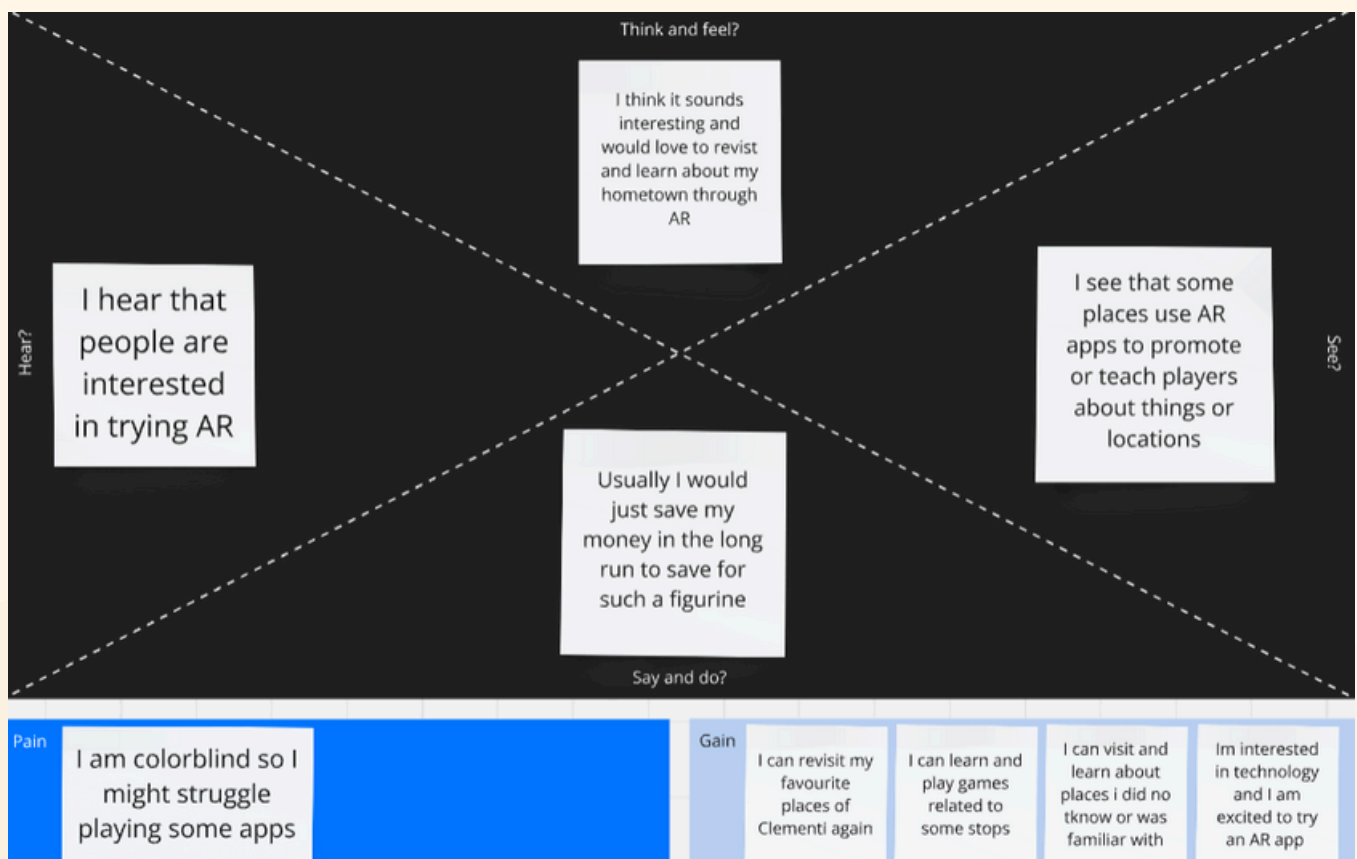 Think and feel?
I think it sounds
interesting and
would love to revist
and learn about my
hometown through
AR
Hear?
I hear that
people are
interested
in trying AR
I see that some
places use AR
apps to promote
or teach players
about things or
locations
See?
Usually I would
just save my
money in the long
run to save for
such a figurine
Say and do?
Pain
I am colorblind so I
might struggle
playing some apps
Gain
I can revisit my
favourite
places of
Clementi again
I can learn and
play games
related to
some stops
I can visit and
learn about
places i did no
tknow or was
familiar with
Im interested
in technology
and I am
excited to try
an AR app